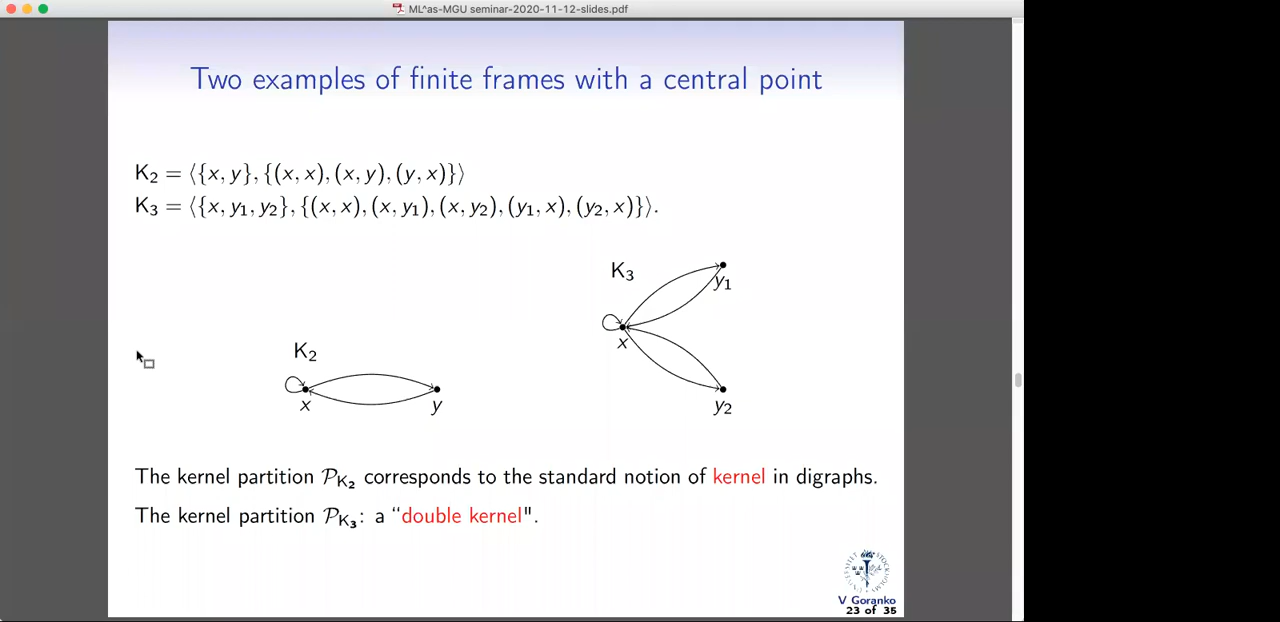 ML^as-MGU seminar-2020-11-12-slides.pdf
Two examples of finite frames with a central point
K₂ = ⟨{x, y}, {(x, x), (x, y), (y, x)}⟩
K₃ = ⟨{x, y₁, y₂}, {(x, x), (x, y₁), (x, y₂), (y₁, x), (y₂, x)}⟩.
K₃
y₁
x
y₂
K₂
x
y
The kernel partition 𝒫K₂ corresponds to the standard notion of kernel in digraphs.
The kernel partition 𝒫K₃: a “double kernel".
V Goranko
23 of 35